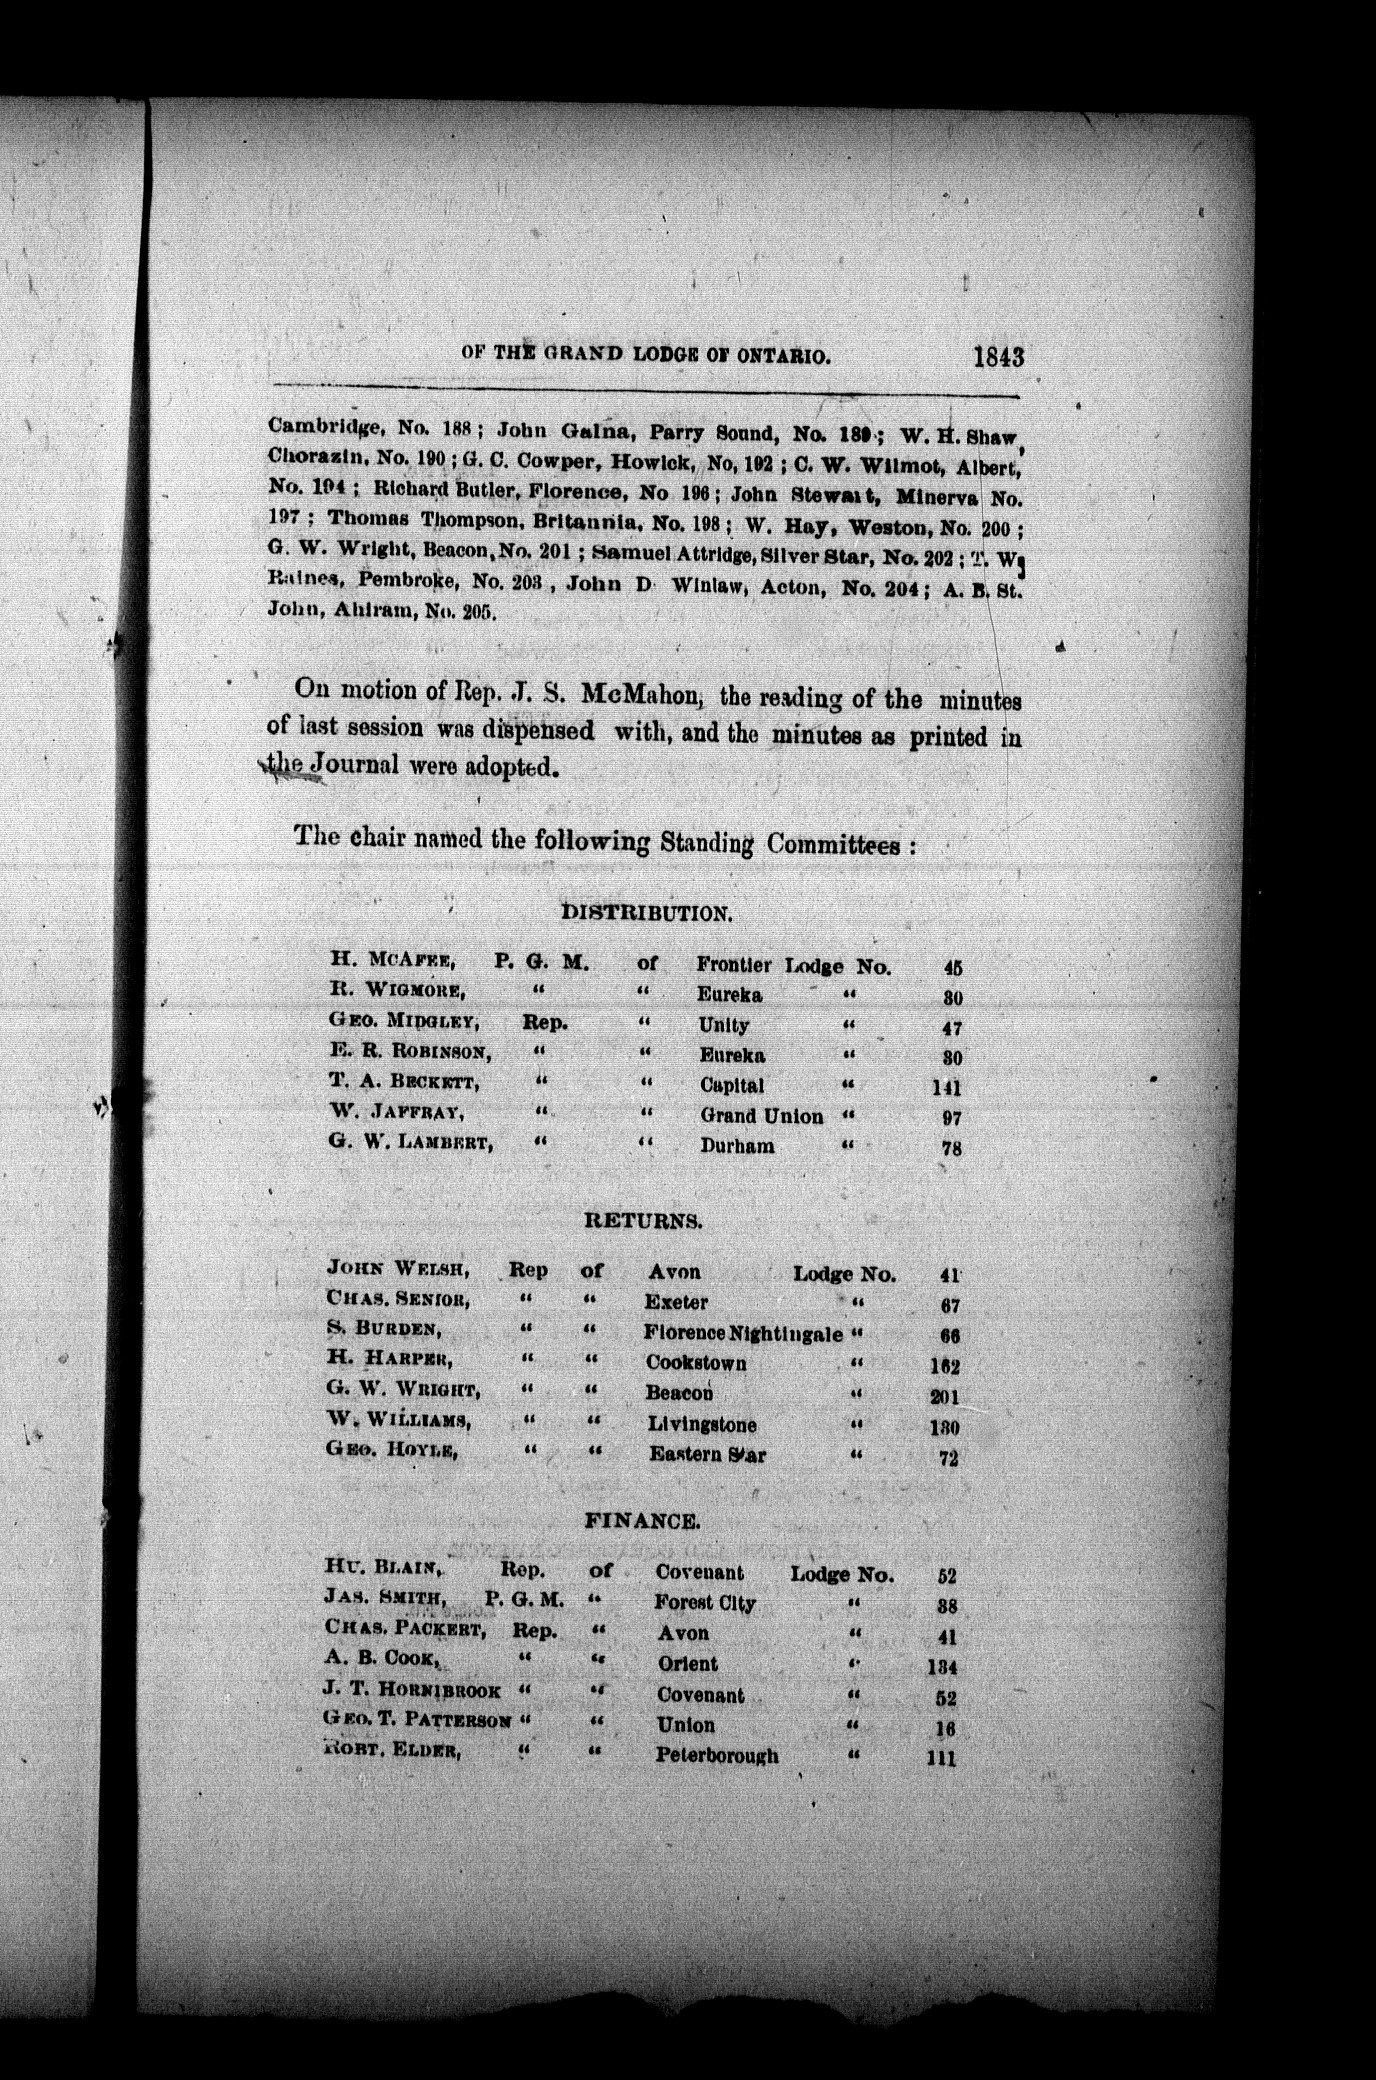 OF THE GRAND LODGE OF ONTARIO. 1843
Cambridge, No. 188; John Galna, Parry Sound, No. 189; W. H. Shaw,
Chorazin, No. 190; G. C. Cowper, Howick, No, 192; C. W. Wilmot, Albert,
No. 194; Richard Butler, Florence, No 196; John Stewart, Minerva No.
197; Thomas Thompson, Britannia, No. 198; W. Hay, Weston, No. 200;
G. W. Wright, Beacon, No. 201; Samuel Attridge, Silver Star, No. 202; T. W,
Raines, Pembroke, No. 203, John D. Winlaw, Acton, No. 204; A. B. St.
John, Ahiram, No. 205.
On motion of Rep. J. S. McMahon, the reading of the minutes
of last session was dispensed with, and the minutes as printed in
the Journal were adopted.
The chair named the following Standing Committees:
DISTRIBUTION.
H. MCAFEE, P. G. M. of Frontier Lodge No. 45
R. WIGMORE, “ “ Eureka “ 30
GEO. MIDGLEY, Rep. “ Unity “ 47
E. R. ROBINSON, “ “ Eureka “ 30
T. A. BECKETT, “ “ Capital “ 141
W. JAFFRAY, “ “ Grand Union “ 97
G. W. LAMBERT, “ “ Durham “ 78
RETURNS.
JOHN WELSH, Rep of Avon Lodge No. 41
CHAS. SENIOR, “ “ Exeter “ 67
S. BURDEN, “ “ Florence Nightingale “ 66
H. HARPER, “ “ Cookstown “ 162
G. W. WRIGHT, “ “ Beacon “ 201
W. WILLIAMS, “ “ Livingstone “ 130
GEO. HOYLE, “ “ Eastern Star “ 72
FINANCE.
HU. BLAIN, Rep. of Covenant Lodge No. 52
JAS. SMITH, P. G. M. “ Forest City “ 38
CHAS. PACKERT, Rep. “ Avon “ 41
A. B. COOK, “ “ Orient “ 134
J. T. HORNIBROOK “ “ Covenant “ 52
GEO. T. PATTERSON “ “ Union “ 16
ROBT. ELDER, “ “ Peterborough “ 111